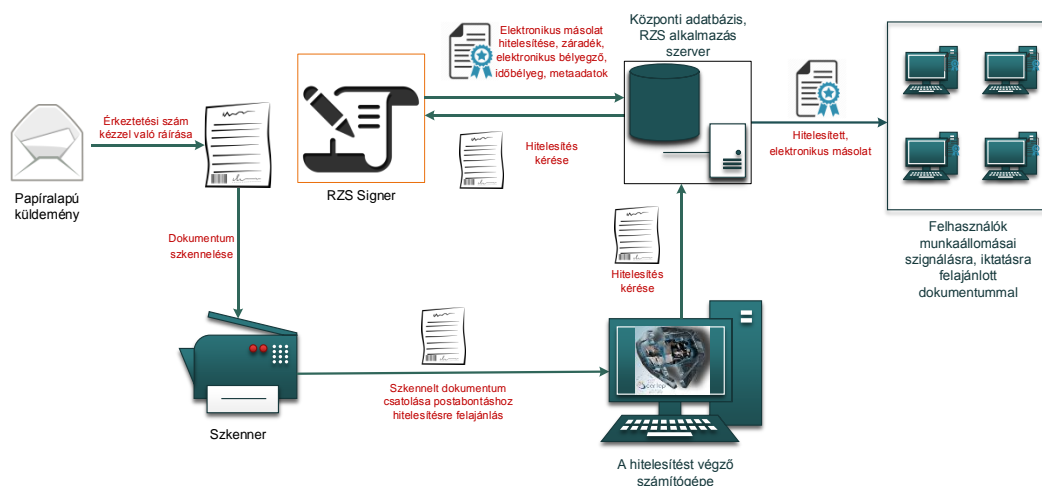 Elektronikus másolat
hitelesítése, záradék,
elektronikus bélyegző,
időbélyeg, metaadatok
Központi adatbázis,
RZS alkalmazás
szerver
Érkeztetési szám
kézzel való ráírása
Hitelesítés
kérése
Hitelesített,
elektronikus másolat
Papíralapú
küldemény
RZS Signer
Dokumentum
szkennelése
Hitelesítés
kérése
Felhasználók
munkaállomásai
szignálásra, iktatásra
felajánlott
dokumentummal
Szkennelt dokumentum
csatolása postabontáshoz
hitelesítésre felajánlás
Szkenner
A hitelesítést végző
számítógépe